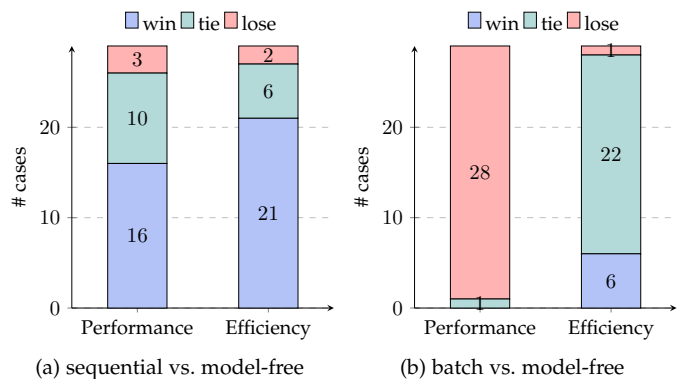 win tie lose
# cases
20
10
0
3
10
16
2
6
21
Performance Efficiency
(a) sequential vs. model-free
win tie lose
# cases
20
10
0
28
1
1
22
6
Performance Efficiency
(b) batch vs. model-free